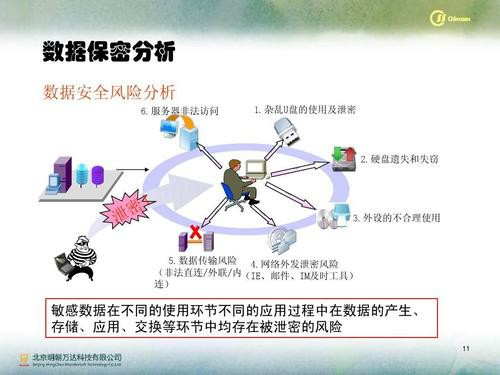 Chinasec
数据保密分析
数据安全风险分析
6.服务器非法访问
1.杂乱U盘的使用及泄密
2.硬盘遗失和失窃
泄密
3.外设的不合理使用
5.数据传输风险
(非法直连/外联/内
连)
4.网络外发泄密风险
(IE、邮件、IM及时工具)
敏感数据在不同的使用环节不同的应用过程中在数据的产生、
存储、应用、交换等环节中均存在被泄密的风险
11
北京明朝万达科技有限公司
Beijing MingChao Wonderlsoft Technology Co.,Ltd